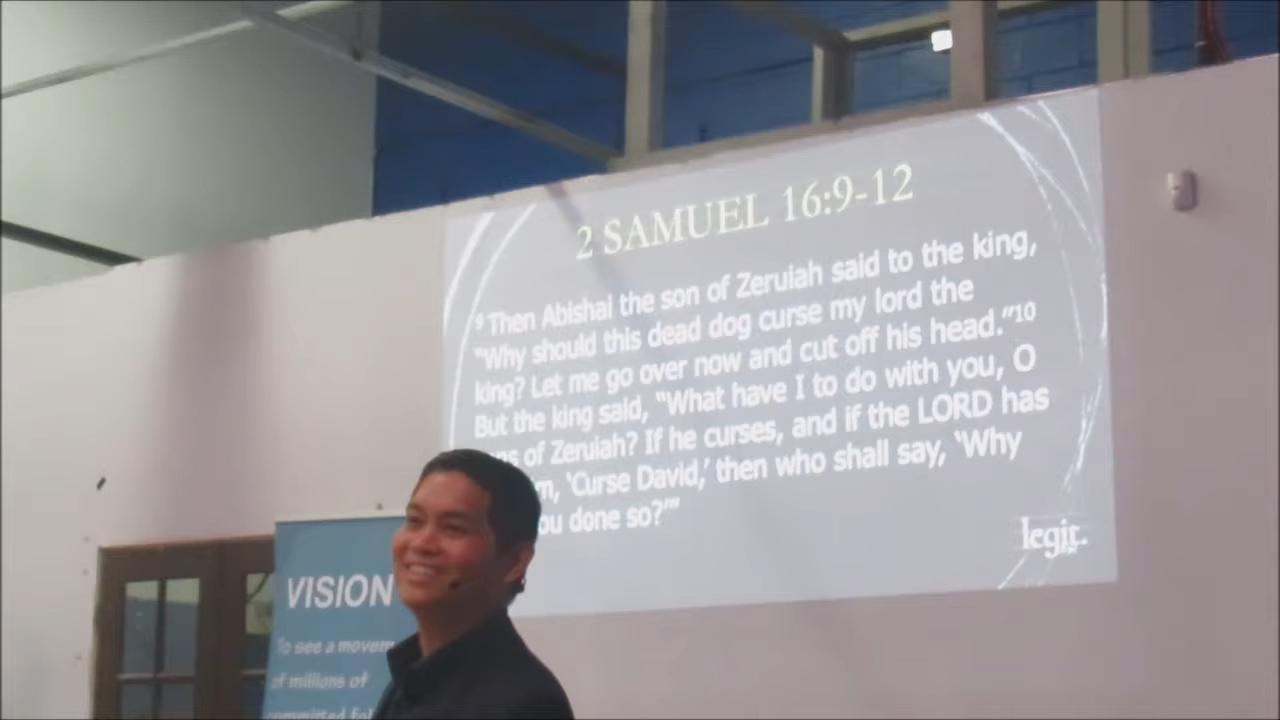 2 SAMUEL 16:9-12
9 Then Abishai the son of Zeruiah said to the king,
"Why should this dead dog curse my lord the
king? Let me go over now and cut off his head."10
But the king said, "What have I to do with you, O
of Zeruiah? If he curses, and if the LORD has
'Curse David,' then who shall say, 'Why
done so?'"
legit.
VISION
To see a
of millions of